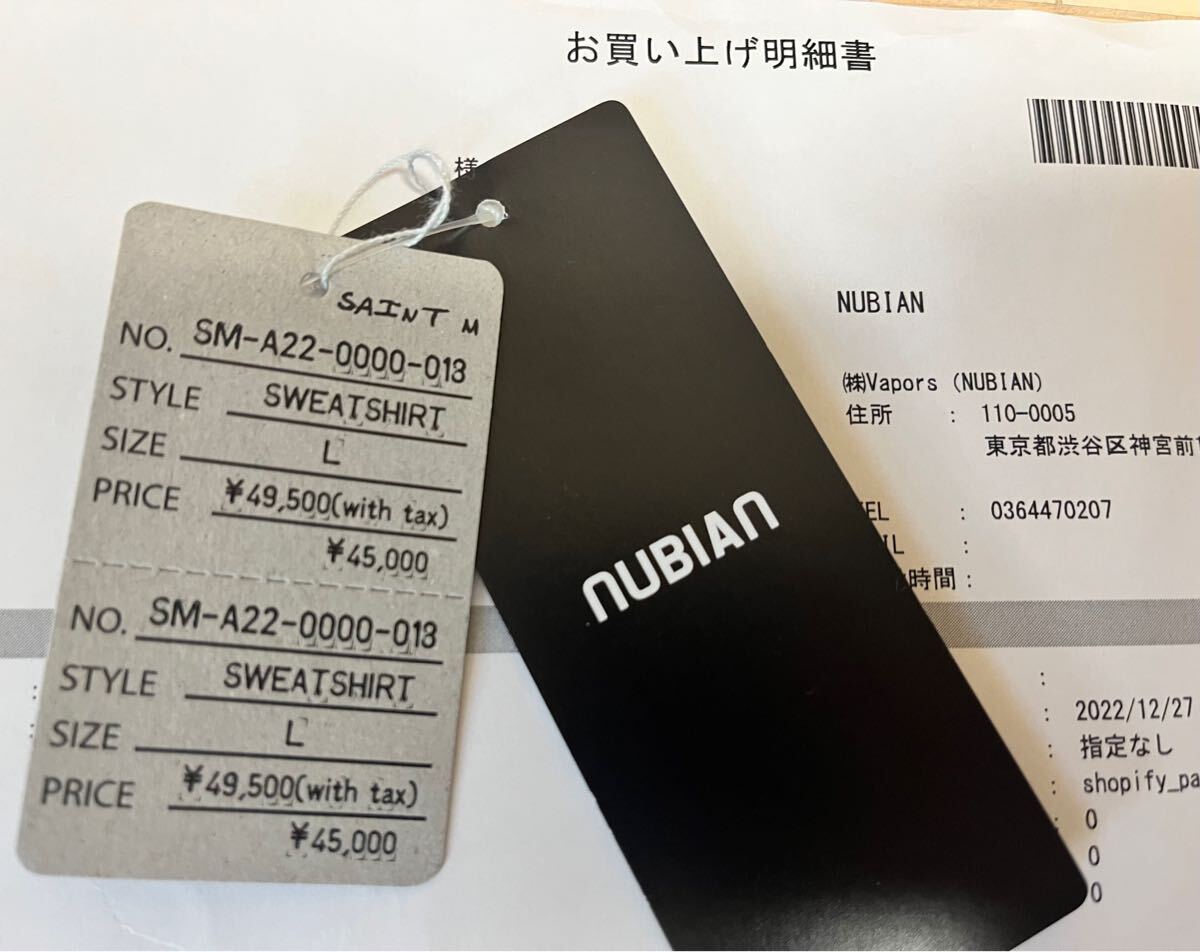 お買い上げ明細書
様
NUBIAN
㈱Vapors (NUBIAN)
住所 : 110-0005
東京都渋谷区神宮前
: 0364470207
:
時間 :
:
: 2022/12/27
: 指定なし
: shopify_pa
: 0
0
0
SAINT M
NO. SM-A22-0000-013
STYLE SWEATSHIRT
SIZE L
PRICE ¥49,500(with tax)
¥45,000
NO. SM-A22-0000-013
STYLE SWEATSHIRT
SIZE L
PRICE ¥49,500(with tax)
¥45,000
NUBIAN